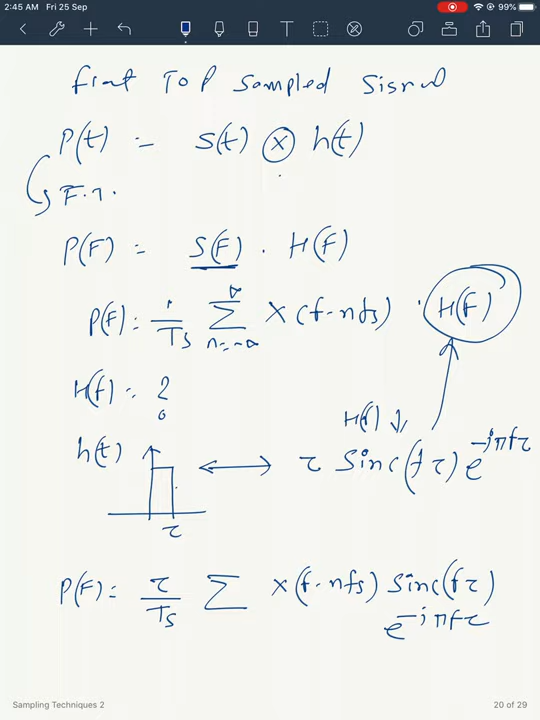 2:45 AM Fri 25 Sep 99%
flat TOP sampled signal
P(t) = s(t) ⊗ h(t)
F.T.
P(F) = S(F) . H(F)
P(F) = 1/Ts ∑ n=-∞ ∞ X(f-nfs) . H(F)
H(F) = ?
H(f) ↓
h(t) τ ⟷ τ sinc(fτ) e^-jπfτ
P(F) = τ/Ts ∑ X(f-nfs) sinc(fτ)
e^-jπfτ
Sampling Techniques 2 20 of 29